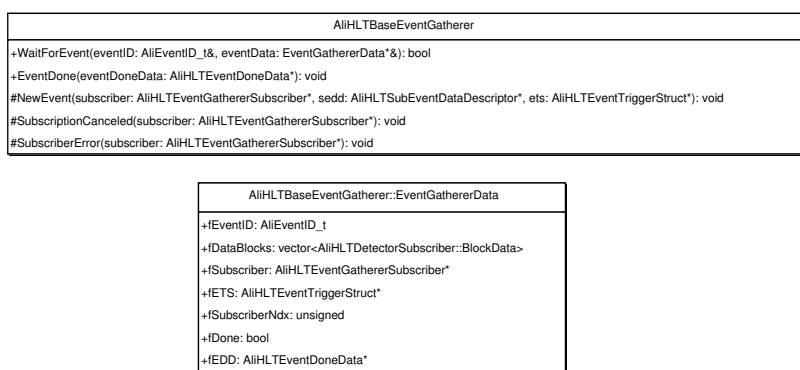 AliHLTBaseEventGatherer
+WaitForEvent(eventID: AliEventID_t&, eventData: EventGathererData*&): bool
+EventDone(eventDoneData: AliHLTEventDoneData*): void
#NewEvent(subscriber: AliHLTEventGathererSubscriber*, sedd: AliHLTSubEventDataDescriptor*, ets: AliHLTEventTriggerStruct*): void
#SubscriptionCanceled(subscriber: AliHLTEventGathererSubscriber*): void
#SubscriberError(subscriber: AliHLTEventGathererSubscriber*): void
AliHLTBaseEventGatherer::EventGathererData
+fEventID: AliEventID_t
+fDataBlocks: vector<AliHLTDetectorSubscriber::BlockData>
+fSubscriber: AliHLTEventGathererSubscriber*
+fETS: AliHLTEventTriggerStruct*
+fSubscriberNdx: unsigned
+fDone: bool
+fEDD: AliHLTEventDoneData*